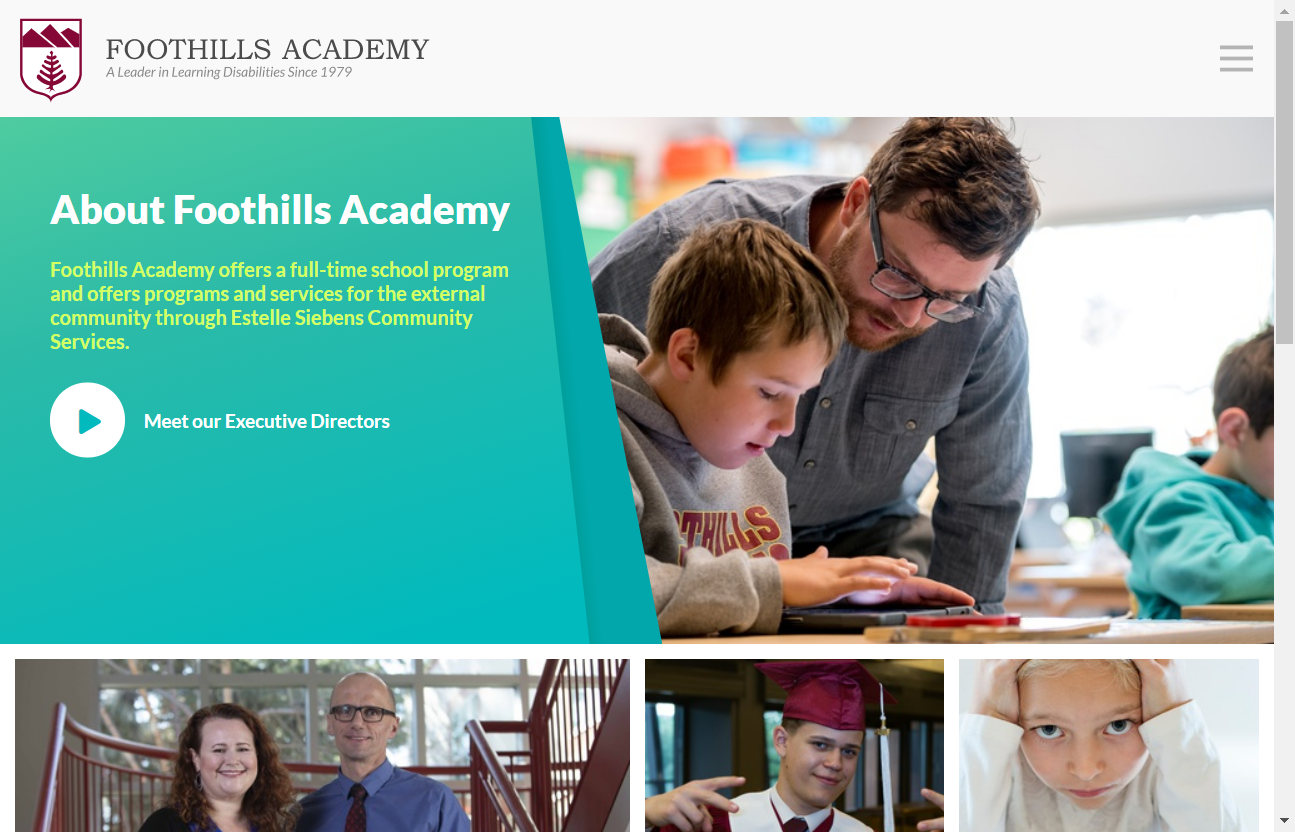 FOOTHILLS ACADEMY
A Leader in Learning Disabilities Since 1979
About Foothills Academy
Foothills Academy offers a full-time school program
and offers programs and services for the external
community through Estelle Siebens Community
Services.
Meet our Executive Directors